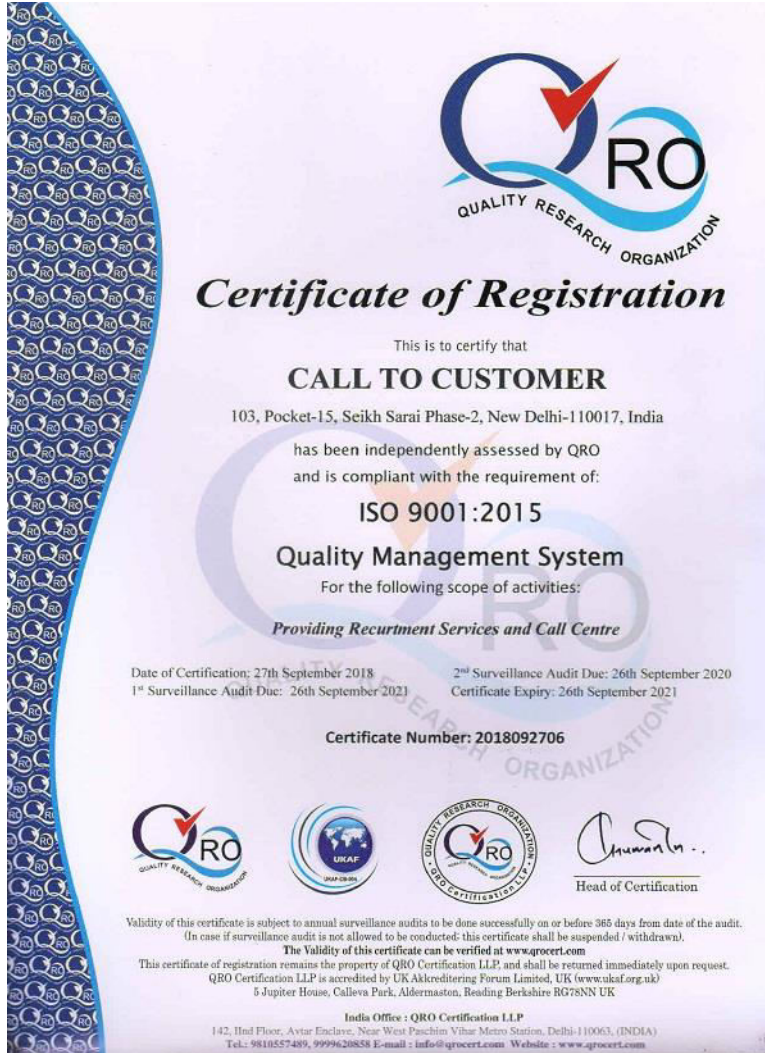 QRO
QUALITY RESEARCH ORGANIZATION
Certificate of Registration
This is to certify that
CALL TO CUSTOMER
103, Pocket-15, Seikh Sarai Phase-2, New Delhi-110017, India
has been independently assessed by QRO
and is compliant with the requirement of:
ISO 9001:2015
Quality Management System
For the following scope of activities:
Providing Recurtment Services and Call Centre
Date of Certification: 27th September 2018 2nd Surveillance Audit Due: 26th September 2020
1st Surveillance Audit Due: 26th September 2021 Certificate Expiry: 26th September 2021
Certificate Number: 2018092706
QRO
QUALITY RESEARCH ORGANIZATION
UKAF
UKAF-CB-004
QUALITY RESEARCH ORGANIZATION
QRO
QRO Certification LLP
Head of Certification
Validity of this certificate is subject to annual surveillance audits to be done successfully on or before 365 days from date of the audit.
(In case if surveillance audit is not allowed to be conducted; this certificate shall be suspended / withdrawn).
The Validity of this certificate can be verified at www.qrocert.com
This certificate of registration remains the property of QRO Certification LLP, and shall be returned immediately upon request.
QRO Certification LLP is accredited by UK Akkreditering Forum Limited, UK (www.ukaf.org.uk)
5 Jupiter House, Calleva Park, Aldermaston, Reading Berkshire RG78NN UK
India Office : QRO Certification LLP
142, IInd Floor, Avtar Enclave, Near West Paschim Vihar Metro Station, Delhi-110063, (INDIA)
Tel.: 9810557489, 9999620858 E-mail : info@qrocert.com Website : www.qrocert.com